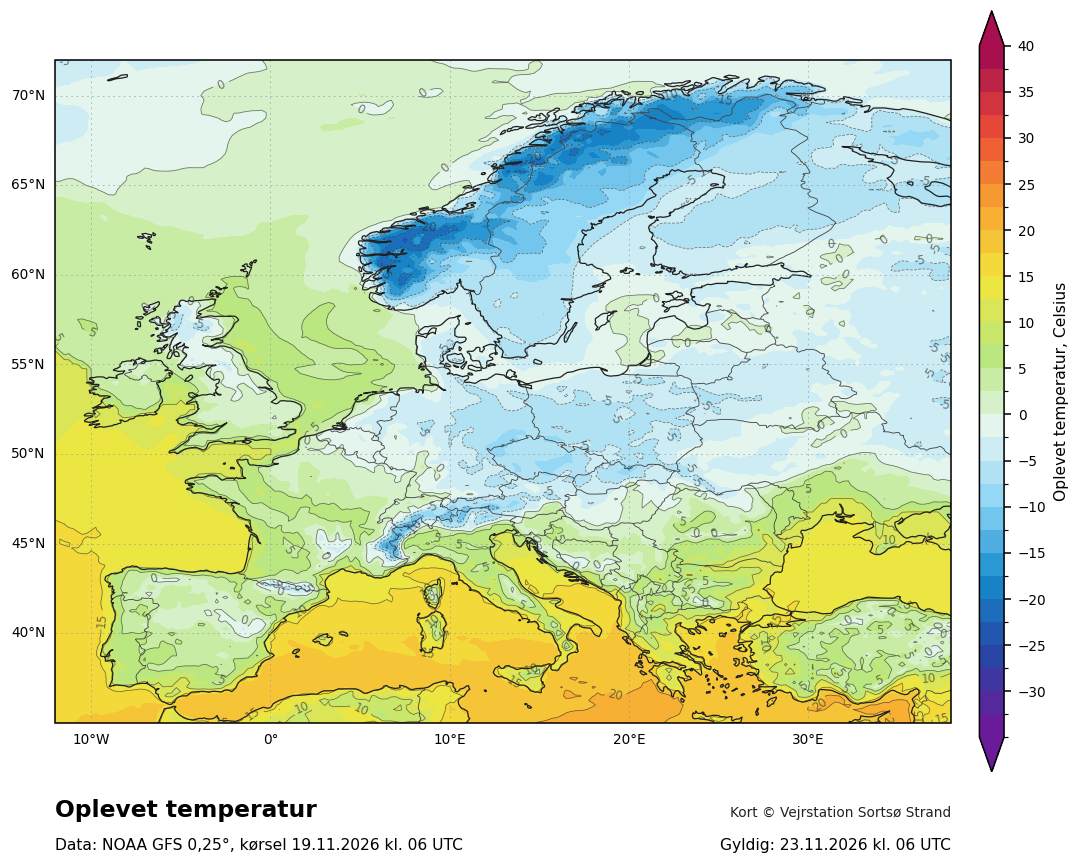 70°N
65°N
60°N
55°N
50°N
45°N
40°N
10°W 0° 10°E 20°E 30°E
40
35
30
25
20
15
10
5
0
−5
−10
−15
−20
−25
−30
Oplevet temperatur, Celsius
Oplevet temperatur
Kort © Vejrstation Sortsø Strand
Data: NOAA GFS 0,25°, kørsel 19.11.2026 kl. 06 UTC
Gyldig: 23.11.2026 kl. 06 UTC